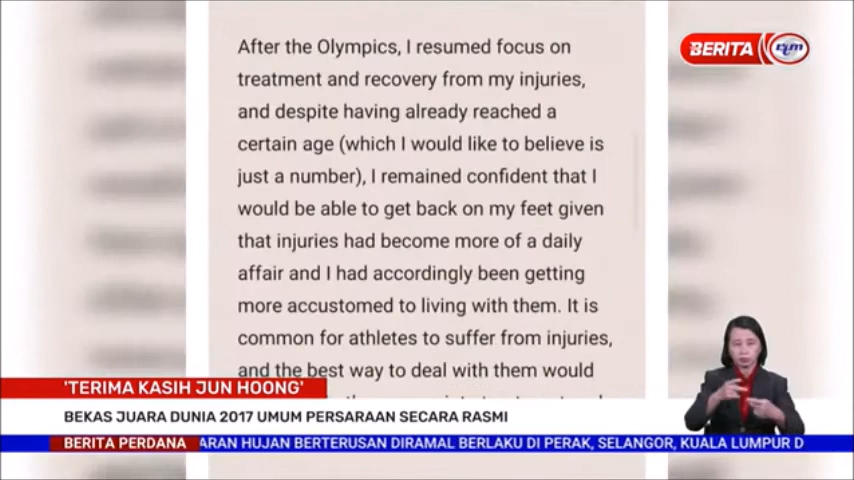 After the Olympics, I resumed focus on
treatment and recovery from my injuries,
and despite having already reached a
certain age (which I would like to believe is
just a number), I remained confident that I
would be able to get back on my feet given
that injuries had become more of a daily
affair and I had accordingly been getting
more accustomed to living with them. It is
common for athletes to suffer from injuries,
and the best way to deal with them would
BERITA rtm
'TERIMA KASIH JUN HOONG'
BEKAS JUARA DUNIA 2017 UMUM PERSARAAN SECARA RASMI
BERITA PERDANA ARAN HUJAN BERTERUSAN DIRAMAL BERLAKU DI PERAK, SELANGOR, KUALA LUMPUR D